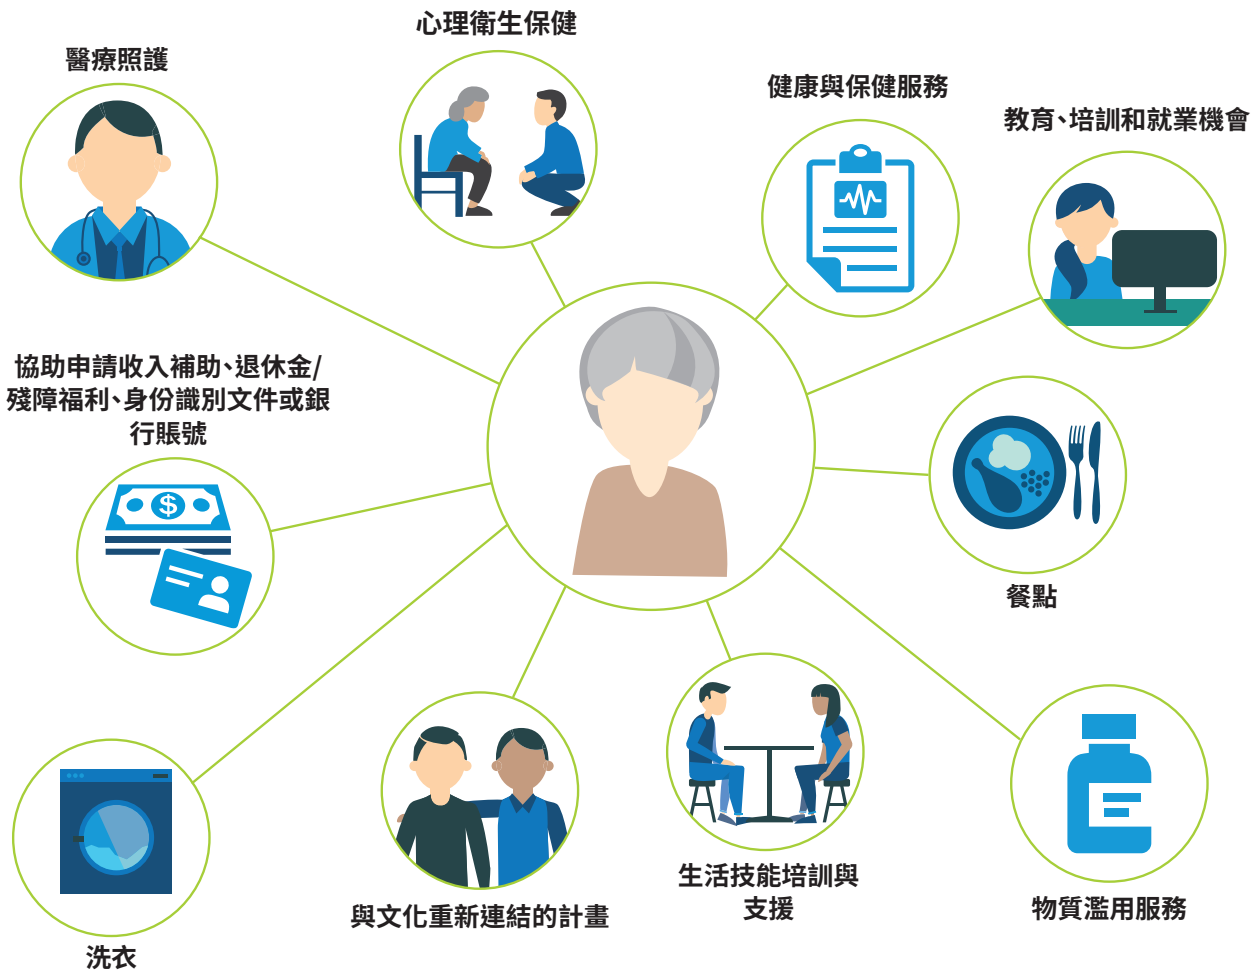 心理衛生保健
醫療照護
健康與保健服務
教育、培訓和就業機會
協助申請收入補助、退休金/
殘障福利、身份識別文件或銀
行賬號
$
餐點
生活技能培訓與
支援
物質濫用服務
與文化重新連結的計畫
洗衣